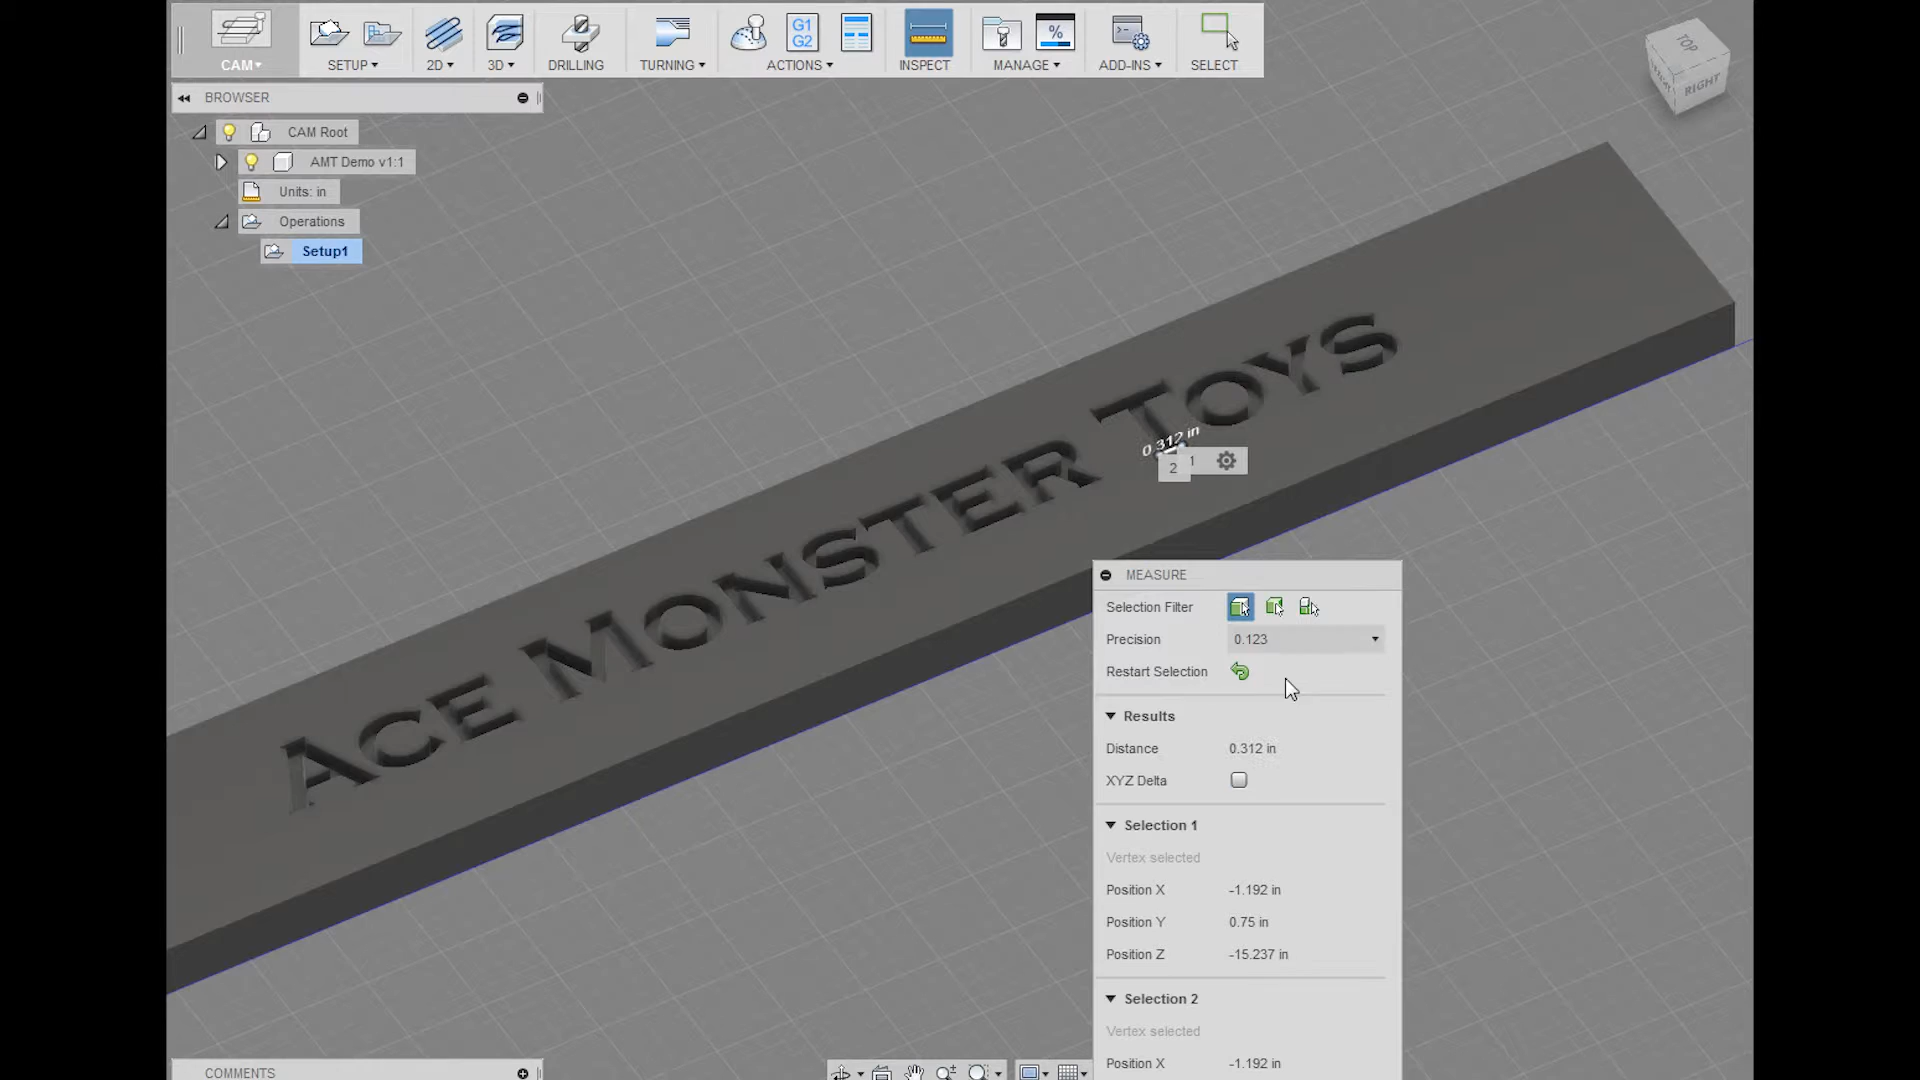 CAM
SETUP
2D
3D
DRILLING
TURNING
G1
G2
ACTIONS
INSPECT
%
MANAGE
ADD-INS
SELECT
TOP
RIGHT
BROWSER
CAM Root
AMT Demo v1:1
Units: in
Operations
Setup1
ACE MONSTER TOYS
0.312 in
2
1
MEASURE
Selection Filter
Precision 0.123
Restart Selection
Results
Distance 0.312 in
XYZ Delta
Selection 1
Vertex selected
Position X -1.192 in
Position Y 0.75 in
Position Z -15.237 in
Selection 2
Vertex selected
Position X -1.192 in
COMMENTS